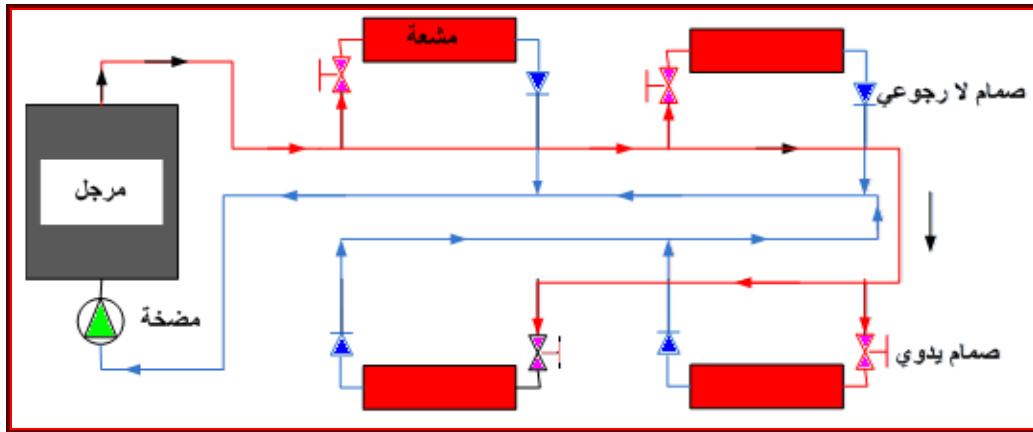 مشعة
صمام لا رجوعي
مرجل
مضخة
صمام يدوي